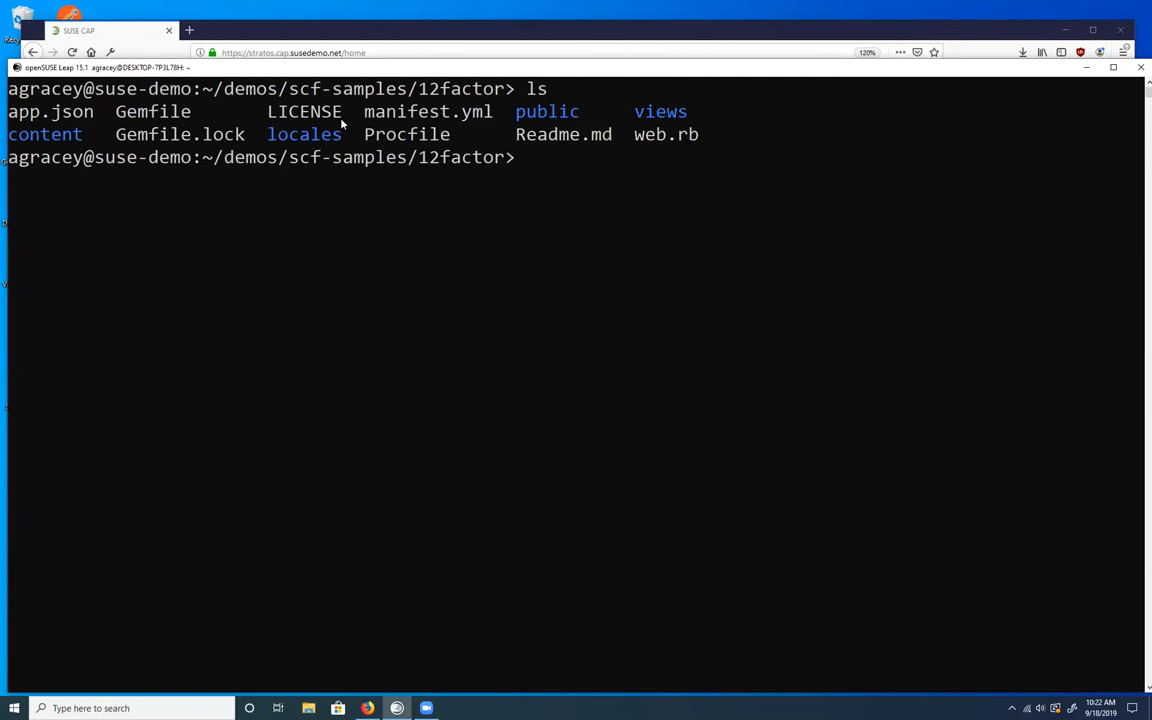 SUSE CAP
https://stratos.cap.susedemo.net/home
120%
openSUSE Leap 15.1 agracey@DESKTOP-7P3L78H: ~
agracey@suse-demo:~/demos/scf-samples/12factor> ls
app.json Gemfile LICENSE manifest.yml public views
content Gemfile.lock locales Procfile Readme.md web.rb
agracey@suse-demo:~/demos/scf-samples/12factor>
Type here to search
10:22 AM
9/18/2019